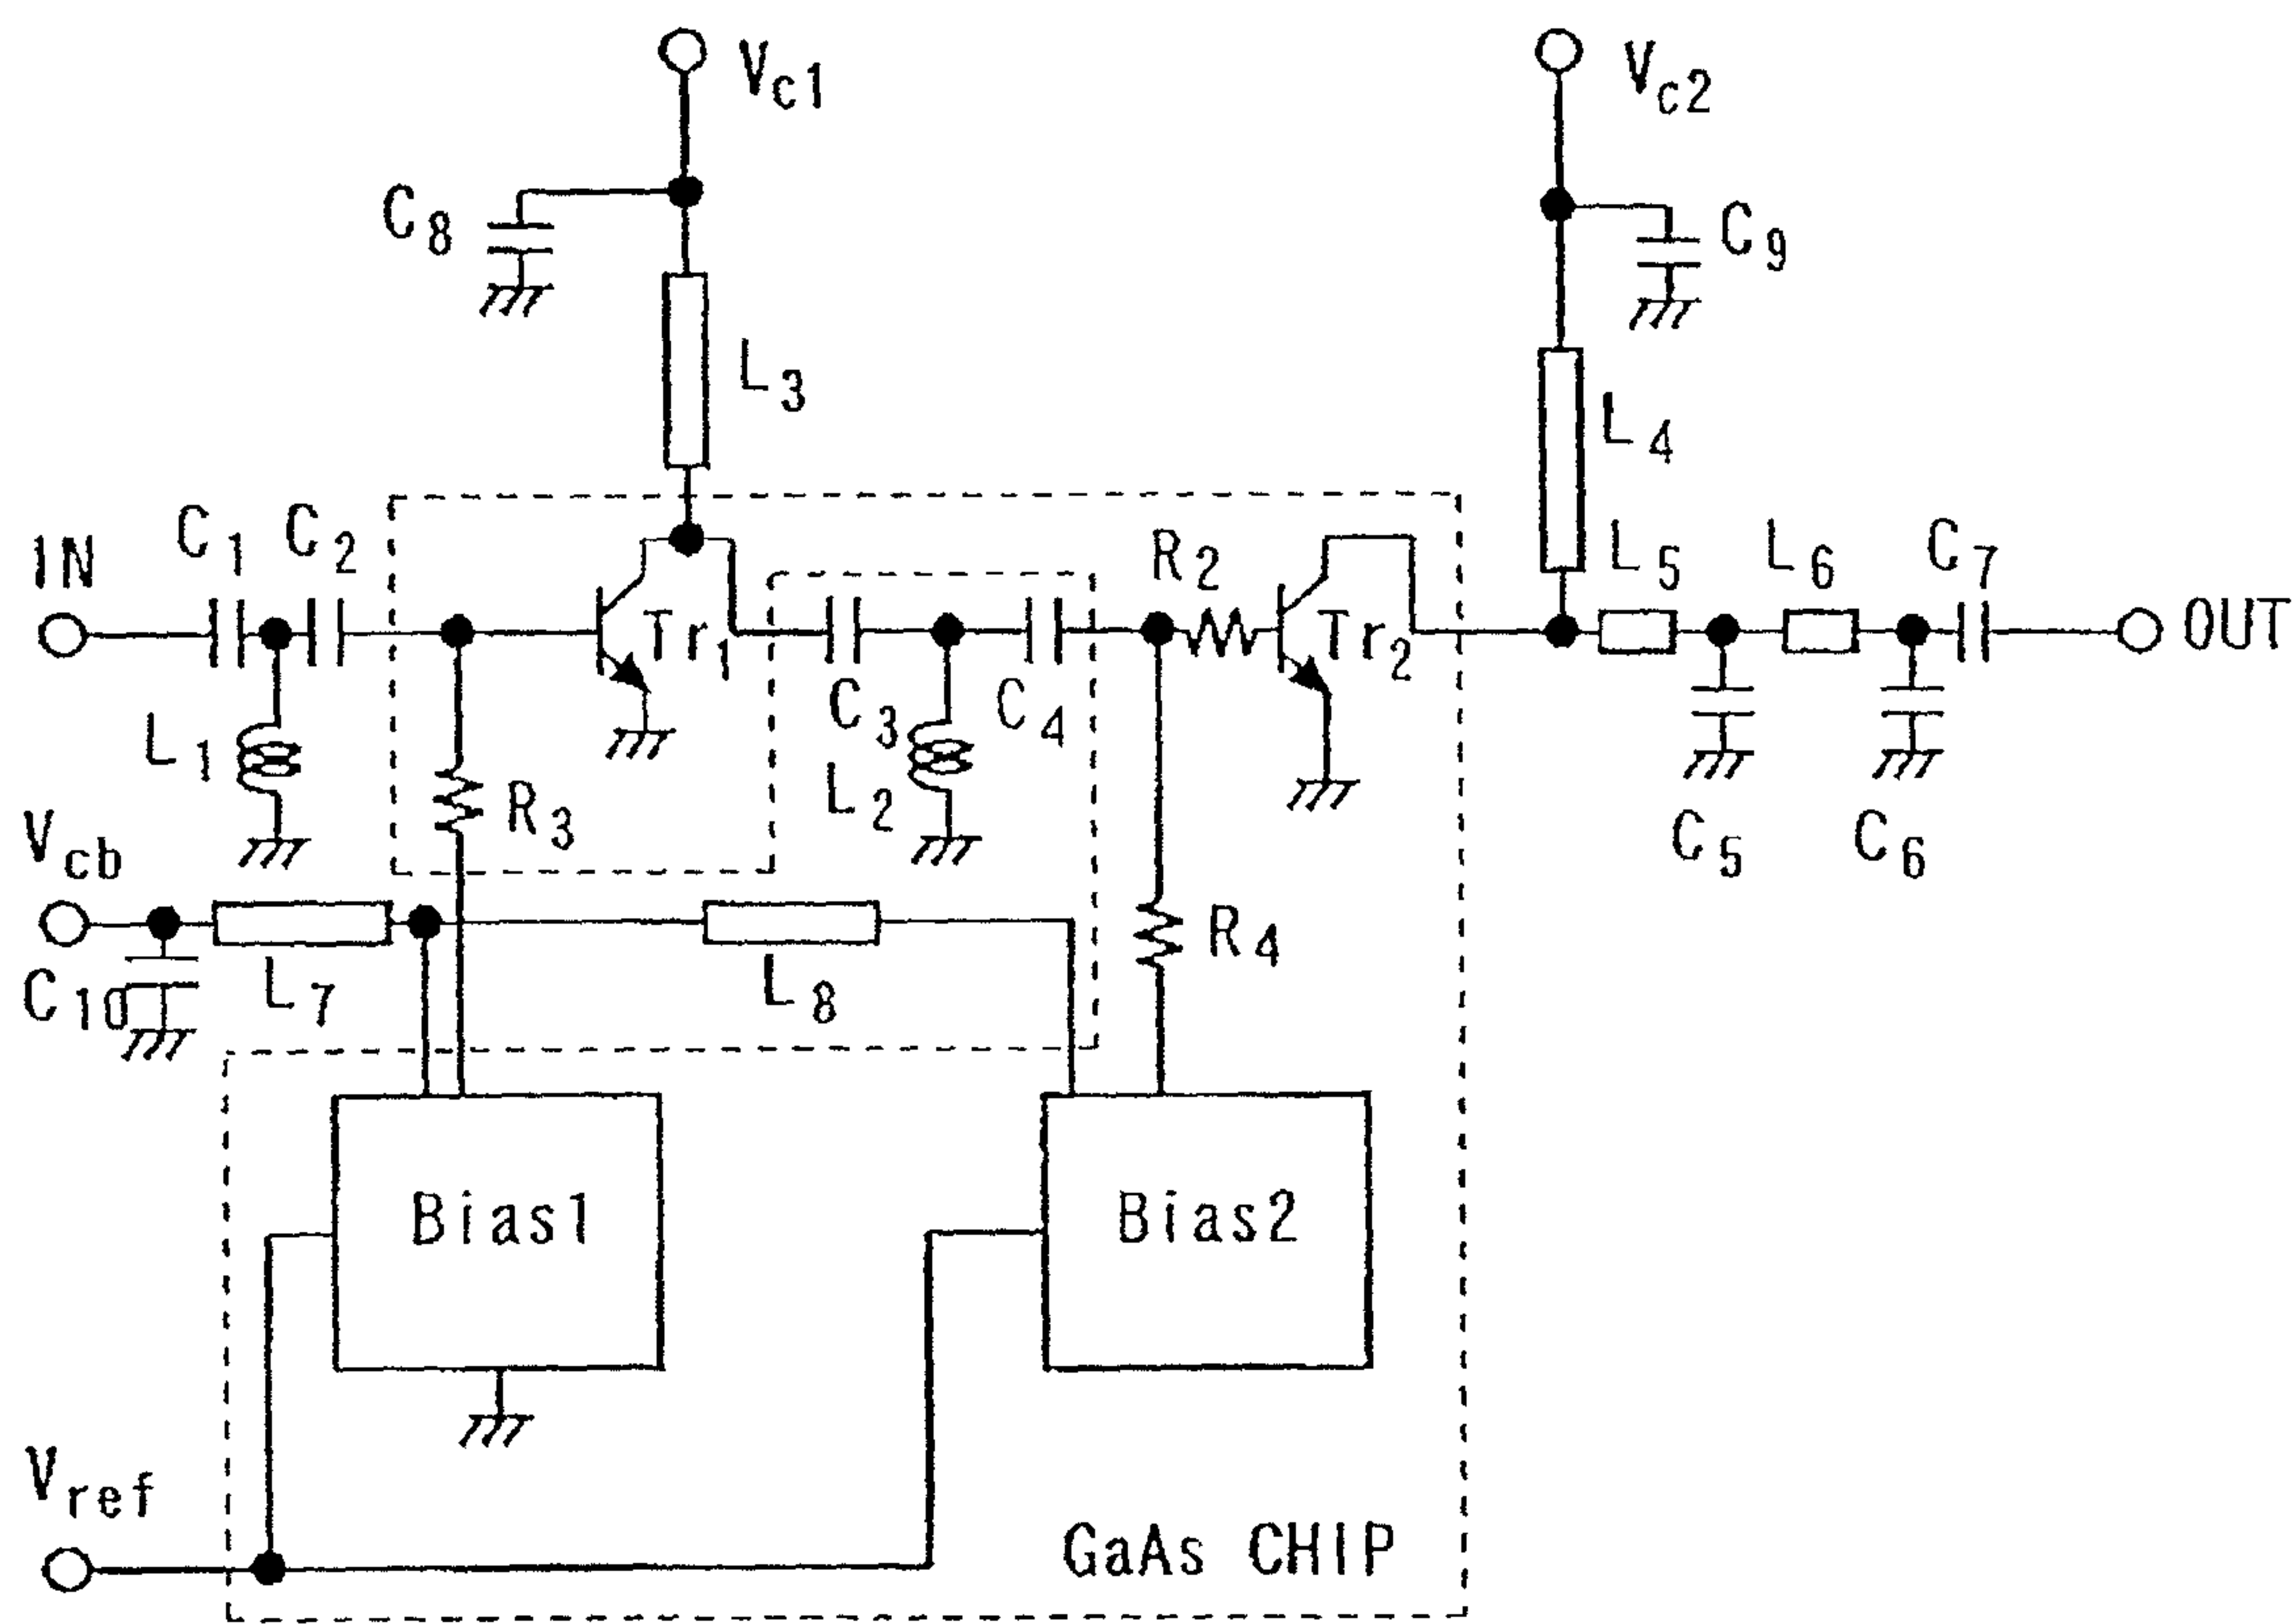 Vc1
Vc2
C8
C9
L3
L4
IN
C1
C2
R2
L5
L6
C7
Tr1
Tr2
OUT
L1
C3
C4
L2
R3
C5
C6
Vcb
R4
C10
L7
L8
Bias1
Bias2
Vref
GaAs CHIP